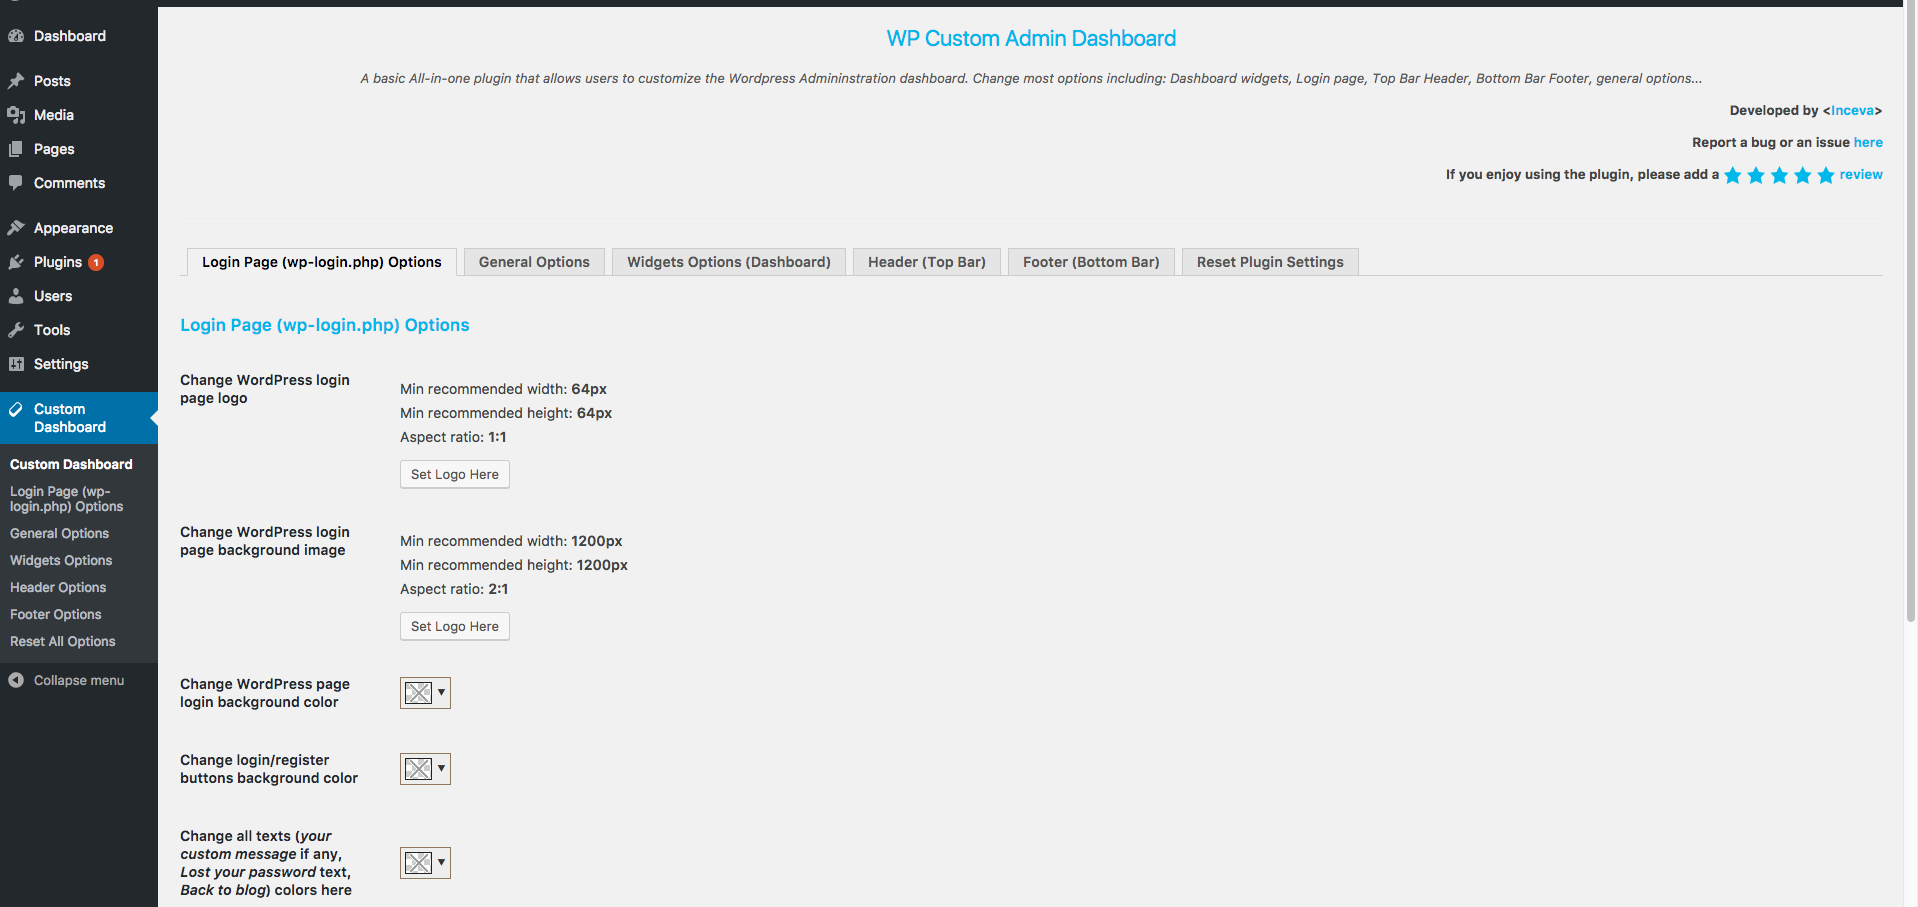 Dashboard
Posts
Media
Pages
Comments
Appearance
Plugins 1
Users
Tools
Settings
Custom
Dashboard
Custom Dashboard
Login Page (wp-
login.php) Options
General Options
Widgets Options
Header Options
Footer Options
Reset All Options
Collapse menu
WP Custom Admin Dashboard
A basic All-in-one plugin that allows users to customize the Wordpress Admininstration dashboard. Change most options including: Dashboard widgets, Login page, Top Bar Header, Bottom Bar Footer, general options...
Developed by <Inceva>
Report a bug or an issue here
If you enjoy using the plugin, please add a ★ ★ ★ ★ ★ review
Login Page (wp-login.php) Options
General Options
Widgets Options (Dashboard)
Header (Top Bar)
Footer (Bottom Bar)
Reset Plugin Settings
Login Page (wp-login.php) Options
Change WordPress login
page logo
Min recommended width: 64px
Min recommended height: 64px
Aspect ratio: 1:1
Set Logo Here
Change WordPress login
page background image
Min recommended width: 1200px
Min recommended height: 1200px
Aspect ratio: 2:1
Set Logo Here
Change WordPress page
login background color
Change login/register
buttons background color
Change all texts (your
custom message if any,
Lost your password text,
Back to blog) colors here